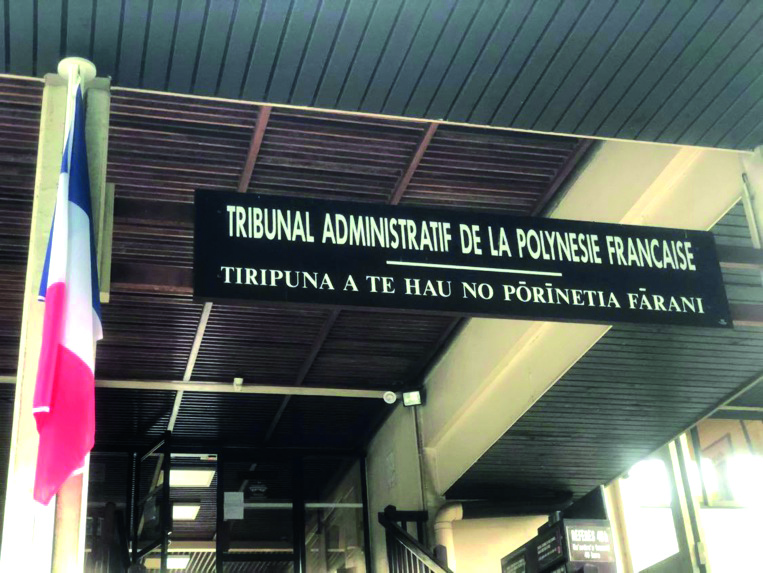 TRIBUNAL ADMINISTRATIF DE LA POLYNESIE FRANCAISE
TIRIPUNA A TE HAU NO PŌRĪNETIA FĀRANI